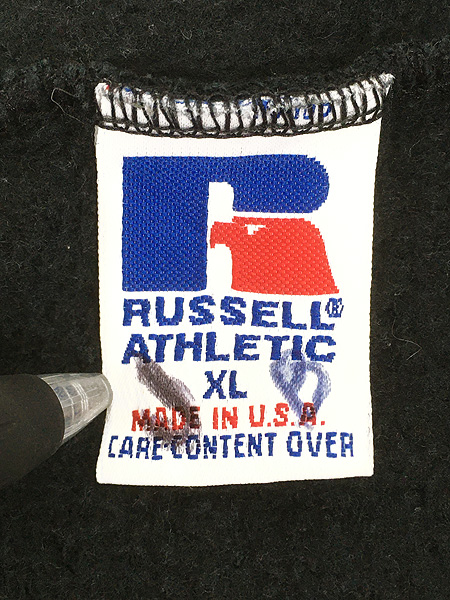 RUSSELL®
ATHLETIC
XL
MADE IN U.S.A.
CARE-CONTENT OVER